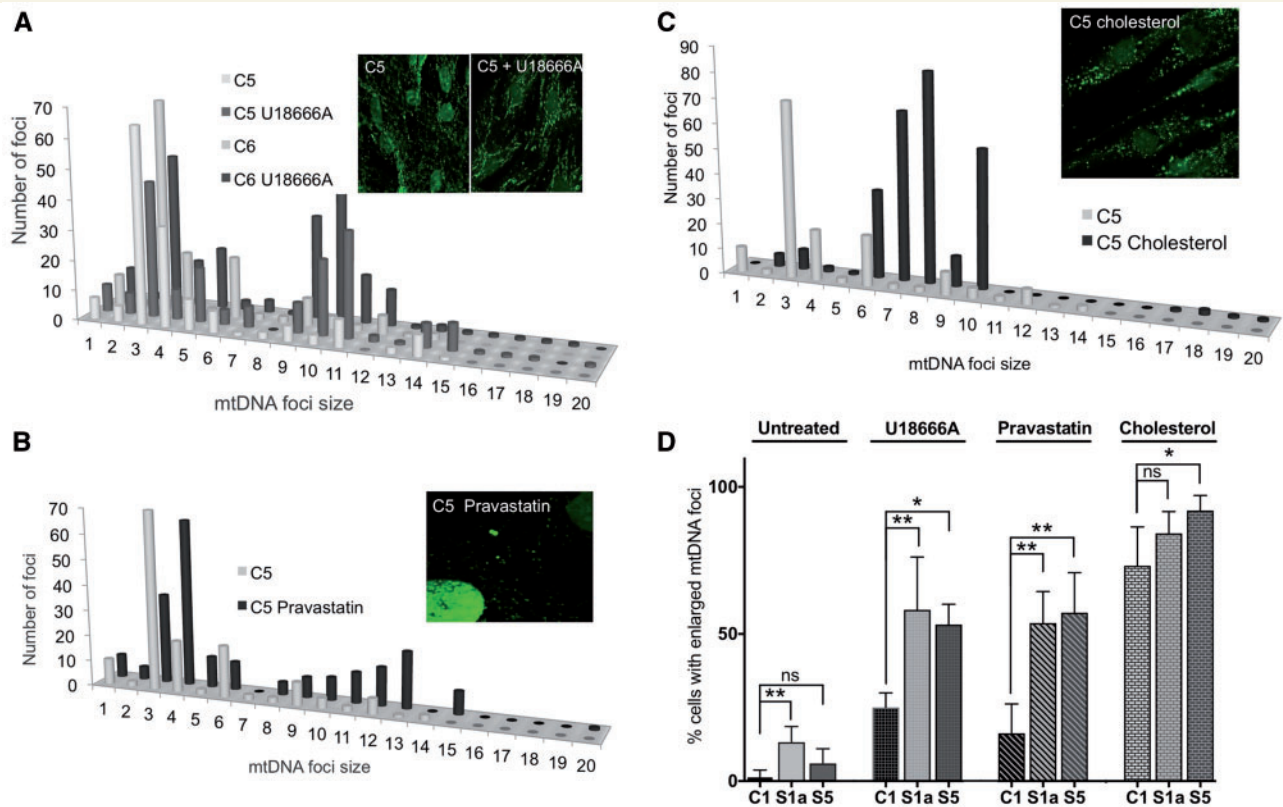 A
C5
C5 U18666A
C6
C6 U18666A
C5
C5 + U18666A
Number of foci
70
60
50
40
30
20
10
0
1 2 3 4 5 6 7 8 9 10 11 12 13 14 15 16 17 18 19 20
mtDNA foci size
B
C5
C5 Pravastatin
C5 Pravastatin
Number of foci
70
60
50
40
30
20
10
0
1 2 3 4 5 6 7 8 9 10 11 12 13 14 15 16 17 18 19 20
mtDNA foci size
C
C5 cholesterol
C5
C5 Cholesterol
Number of foci
90
80
70
60
50
40
30
20
10
0
1 2 3 4 5 6 7 8 9 10 11 12 13 14 15 16 17 18 19 20
mtDNA foci size
D
Untreated U18666A Pravastatin Cholesterol
% cells with enlarged mtDNA foci
100
50
0
ns
**
*
**
**
**
*
ns
C1 S1a S5 C1 S1a S5 C1 S1a S5 C1 S1a S5